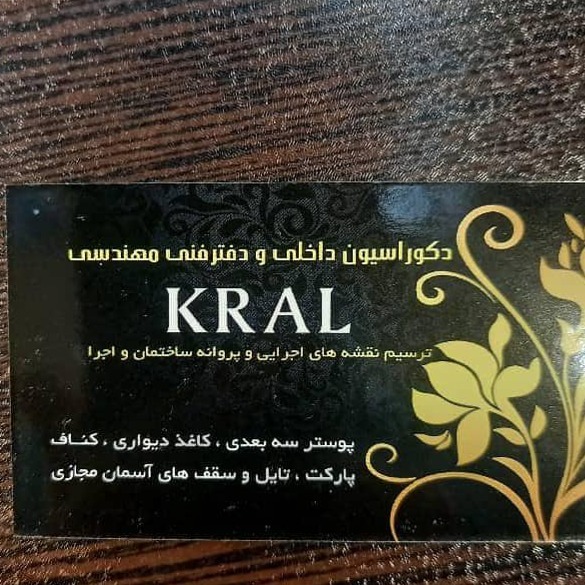 دکوراسیون داخلی و دفترفنی مهندسی
KRAL
ترسیم نقشه های اجرایی و پروانه ساختمان و اجرا
پوستر سه بعدی ، کاغذ دیواری ، کناف
پارکت ، تایل و سقف های آسمان مجازی